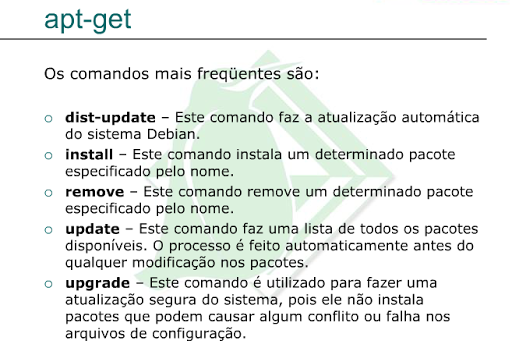 apt-get
Os comandos mais freqüentes são:
dist-update – Este comando faz a atualização automática
do sistema Debian.
install – Este comando instala um determinado pacote
especificado pelo nome.
remove – Este comando remove um determinado pacote
especificado pelo nome.
update – Este comando faz uma lista de todos os pacotes
disponíveis. O processo é feito automaticamente antes do
qualquer modificação nos pacotes.
upgrade – Este comando é utilizado para fazer uma
atualização segura do sistema, pois ele não instala
pacotes que podem causar algum conflito ou falha nos
arquivos de configuração.